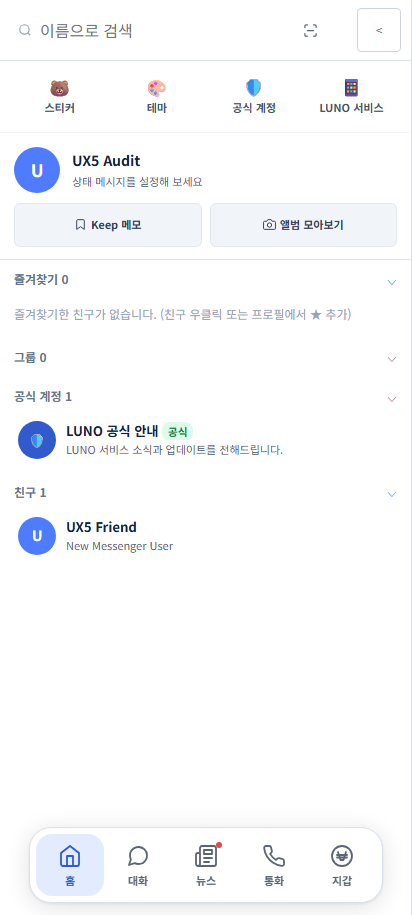 이름으로 검색
<
스티커
테마
공식 계정
LUNO 서비스
U
UX5 Audit
상태 메시지를 설정해 보세요
Keep 메모
앨범 모아보기
즐겨찾기 0
즐겨찾기한 친구가 없습니다. (친구 우클릭 또는 프로필에서 ★ 추가)
그룹 0
공식 계정 1
LUNO 공식 안내 공식
LUNO 서비스 소식과 업데이트를 전해드립니다.
친구 1
U
UX5 Friend
New Messenger User
홈
대화
뉴스
통화
지갑